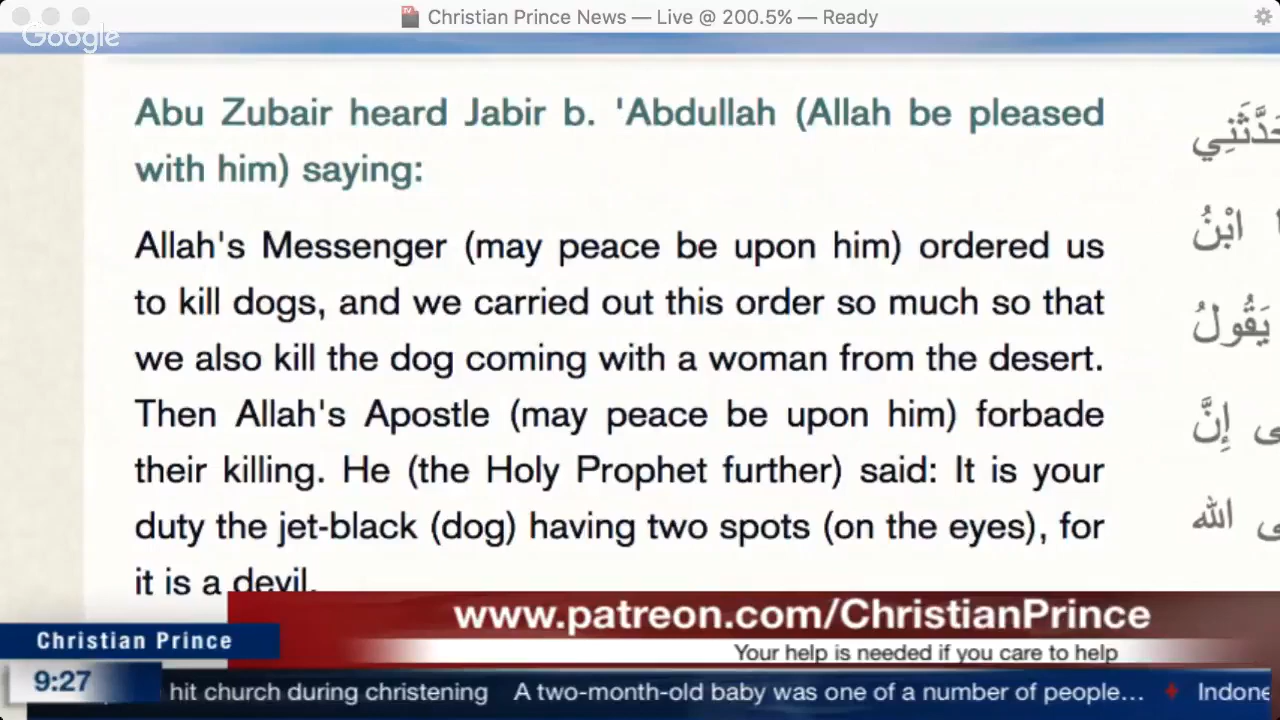 Christian Prince News — Live @ 200.5% — Ready
Google
Abu Zubair heard Jabir b. 'Abdullah (Allah be pleased
with him) saying:
Allah's Messenger (may peace be upon him) ordered us
to kill dogs, and we carried out this order so much so that
we also kill the dog coming with a woman from the desert.
Then Allah's Apostle (may peace be upon him) forbade
their killing. He (the Holy Prophet further) said: It is your
duty the jet-black (dog) having two spots (on the eyes), for
it is a devil.
ابْنُ
يَقُولُ
إِنَّ
الله
www.patreon.com/ChristianPrince
Your help is needed if you care to help
Christian Prince
9:27
hit church during christening A two-month-old baby was one of a number of people... Indone